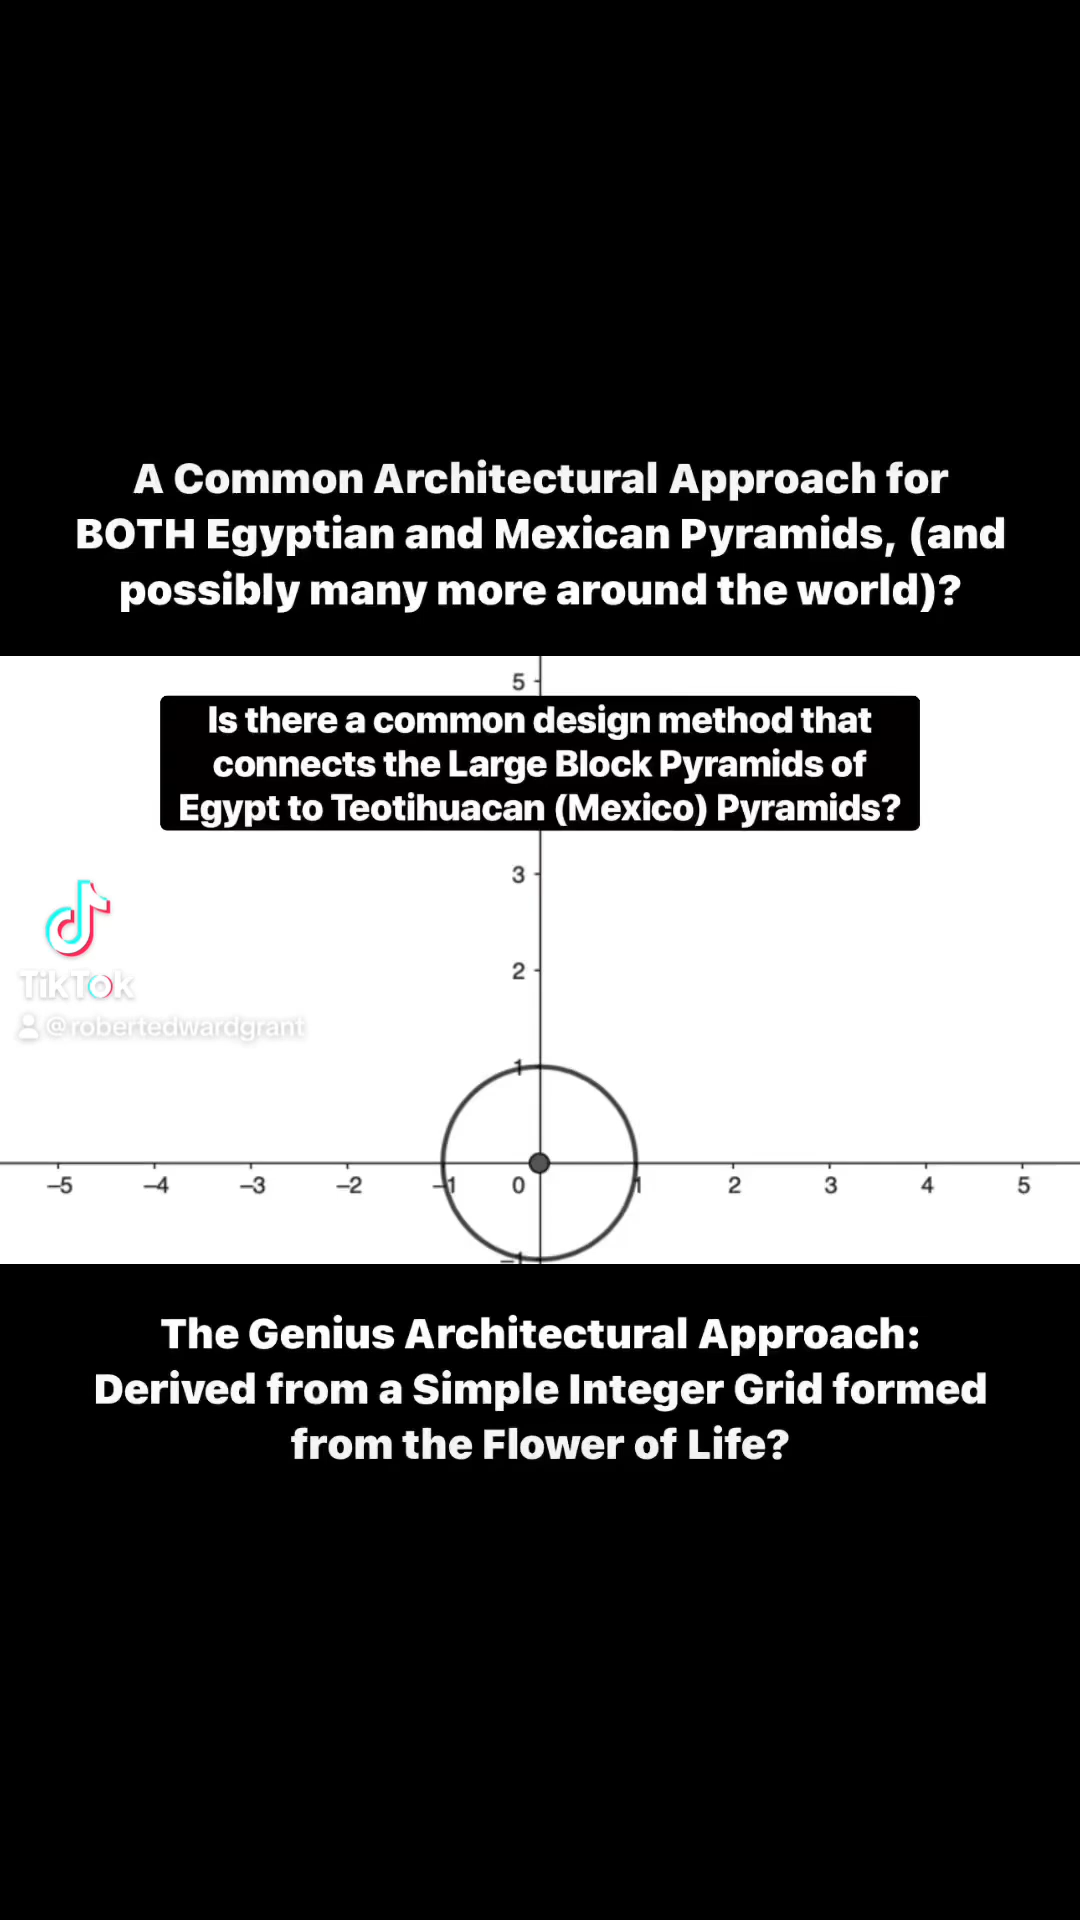 A Common Architectural Approach for
BOTH Egyptian and Mexican Pyramids, (and
possibly many more around the world)?
5
Is there a common design method that
connects the Large Block Pyramids of
Egypt to Teotihuacan (Mexico) Pyramids?
3
2
TikTok
@robertedwardgrant
1
–5 –4 –3 –2 –1 0 1 2 3 4 5
–1
The Genius Architectural Approach:
Derived from a Simple Integer Grid formed
from the Flower of Life?